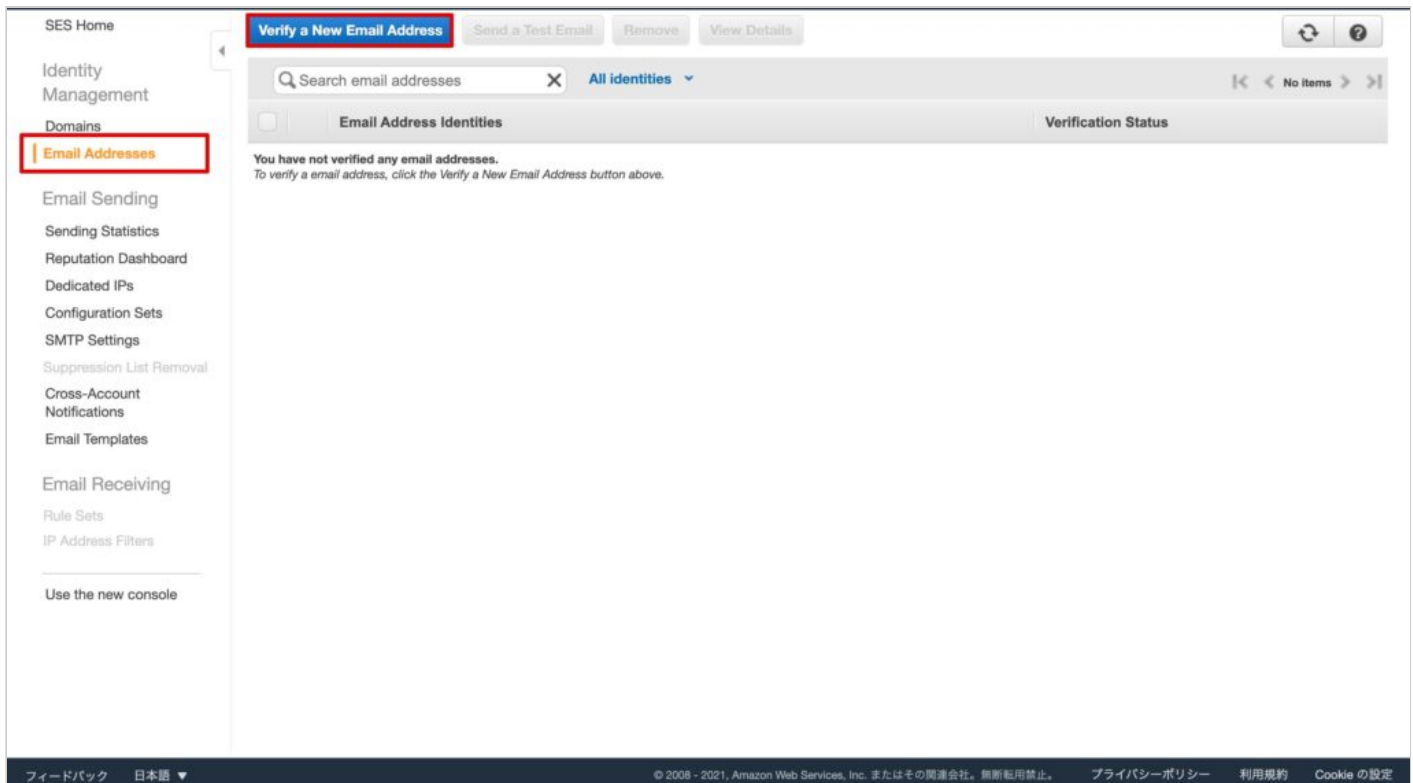 SES Home
Identity
Management
Domains
Email Addresses
Email Sending
Sending Statistics
Reputation Dashboard
Dedicated IPs
Configuration Sets
SMTP Settings
Suppression List Removal
Cross-Account
Notifications
Email Templates
Email Receiving
Rule Sets
IP Address Filters
Use the new console
Verify a New Email Address Send a Test Email Remove View Details
Search email addresses All identities No items
Email Address Identities Verification Status
You have not verified any email addresses.
To verify a email address, click the Verify a New Email Address button above.
フィードバック 日本語 © 2008 - 2021, Amazon Web Services, Inc. またはその関連会社。無断転用禁止。 プライバシーポリシー 利用規約 Cookie の設定